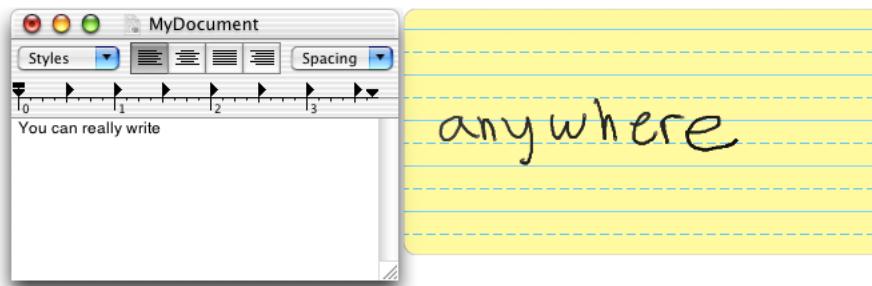 MyDocument
Styles Spacing
0 1 2 3
You can really write
anywhere